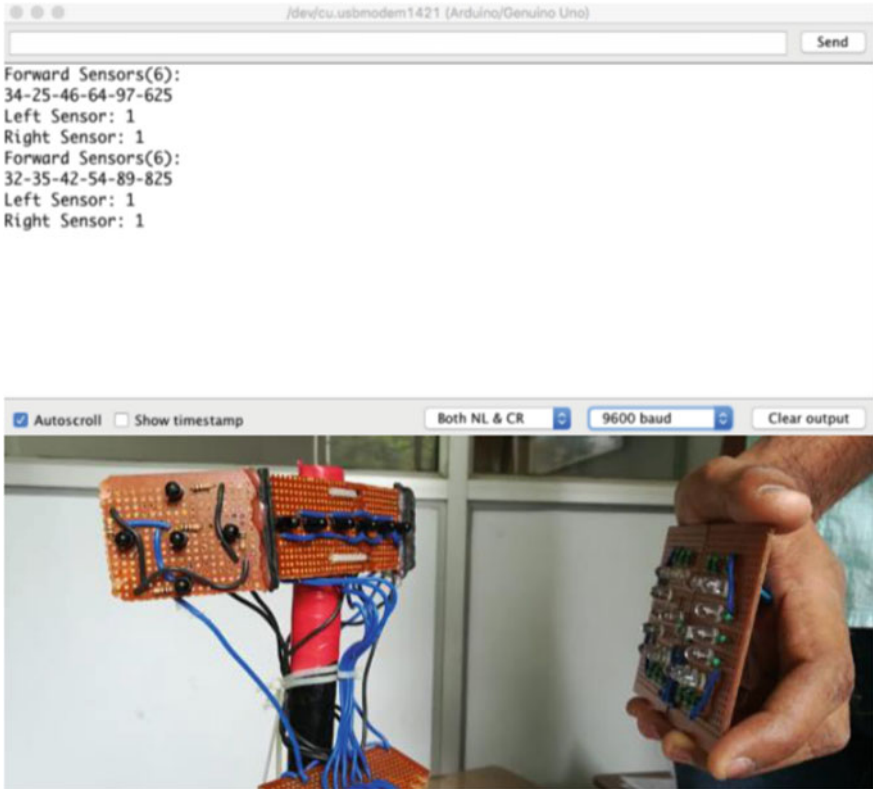 /dev/cu.usbmodem1421 (Arduino/Genuino Uno)
Send
Forward Sensors(6):
34-25-46-64-97-625
Left Sensor: 1
Right Sensor: 1
Forward Sensors(6):
32-35-42-54-89-825
Left Sensor: 1
Right Sensor: 1
Autoscroll Show timestamp Both NL & CR 9600 baud Clear output